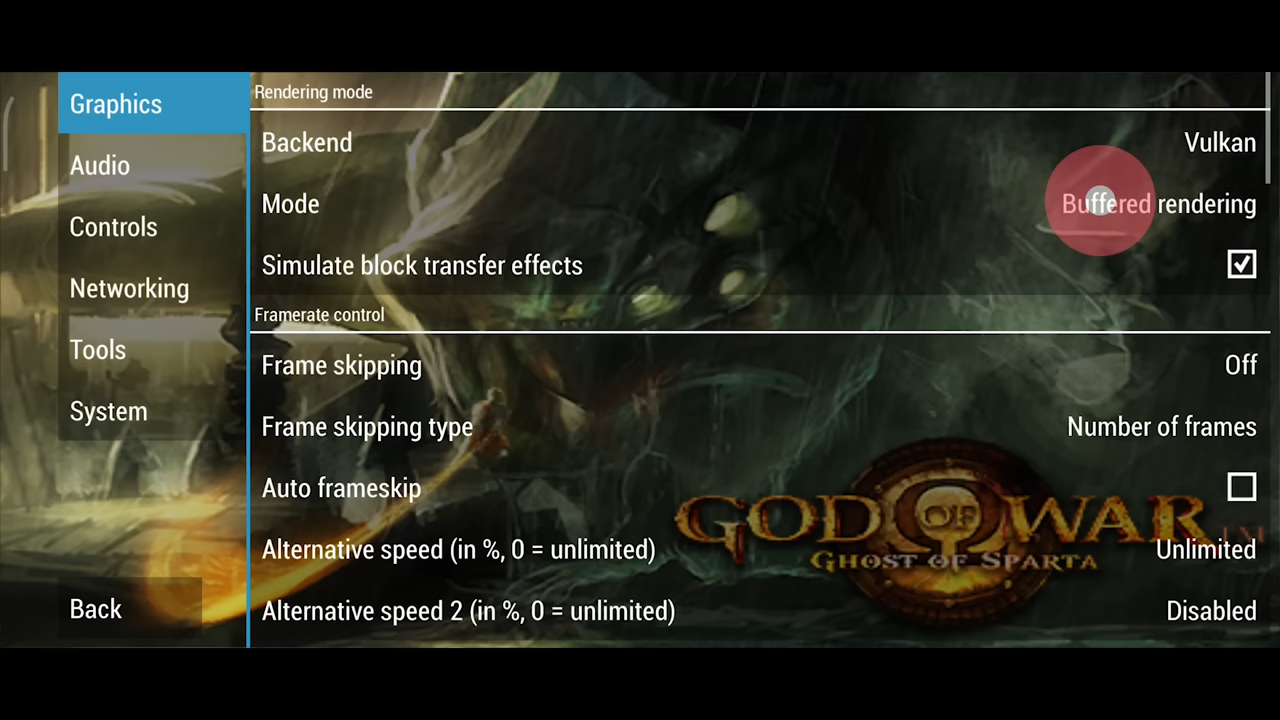 Graphics
Audio
Controls
Networking
Tools
System
Back
Rendering mode
Backend Vulkan
Mode Buffered rendering
Simulate block transfer effects
Framerate control
Frame skipping Off
Frame skipping type Number of frames
Auto frameskip
Alternative speed (in %, 0 = unlimited) Unlimited
Alternative speed 2 (in %, 0 = unlimited) Disabled
GOD OF WAR TM
GHOST OF SPARTA